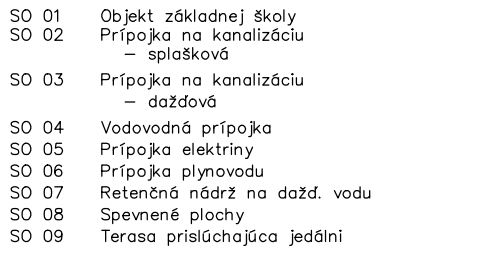 SO 01 Objekt základnej školy
SO 02 Prípojka na kanalizáciu
– splašková
SO 03 Prípojka na kanalizáciu
– dažďová
SO 04 Vodovodná prípojka
SO 05 Prípojka elektriny
SO 06 Prípojka plynovodu
SO 07 Retenčná nádrž na dažď. vodu
SO 08 Spevnené plochy
SO 09 Terasa prislúchajúca jedálni